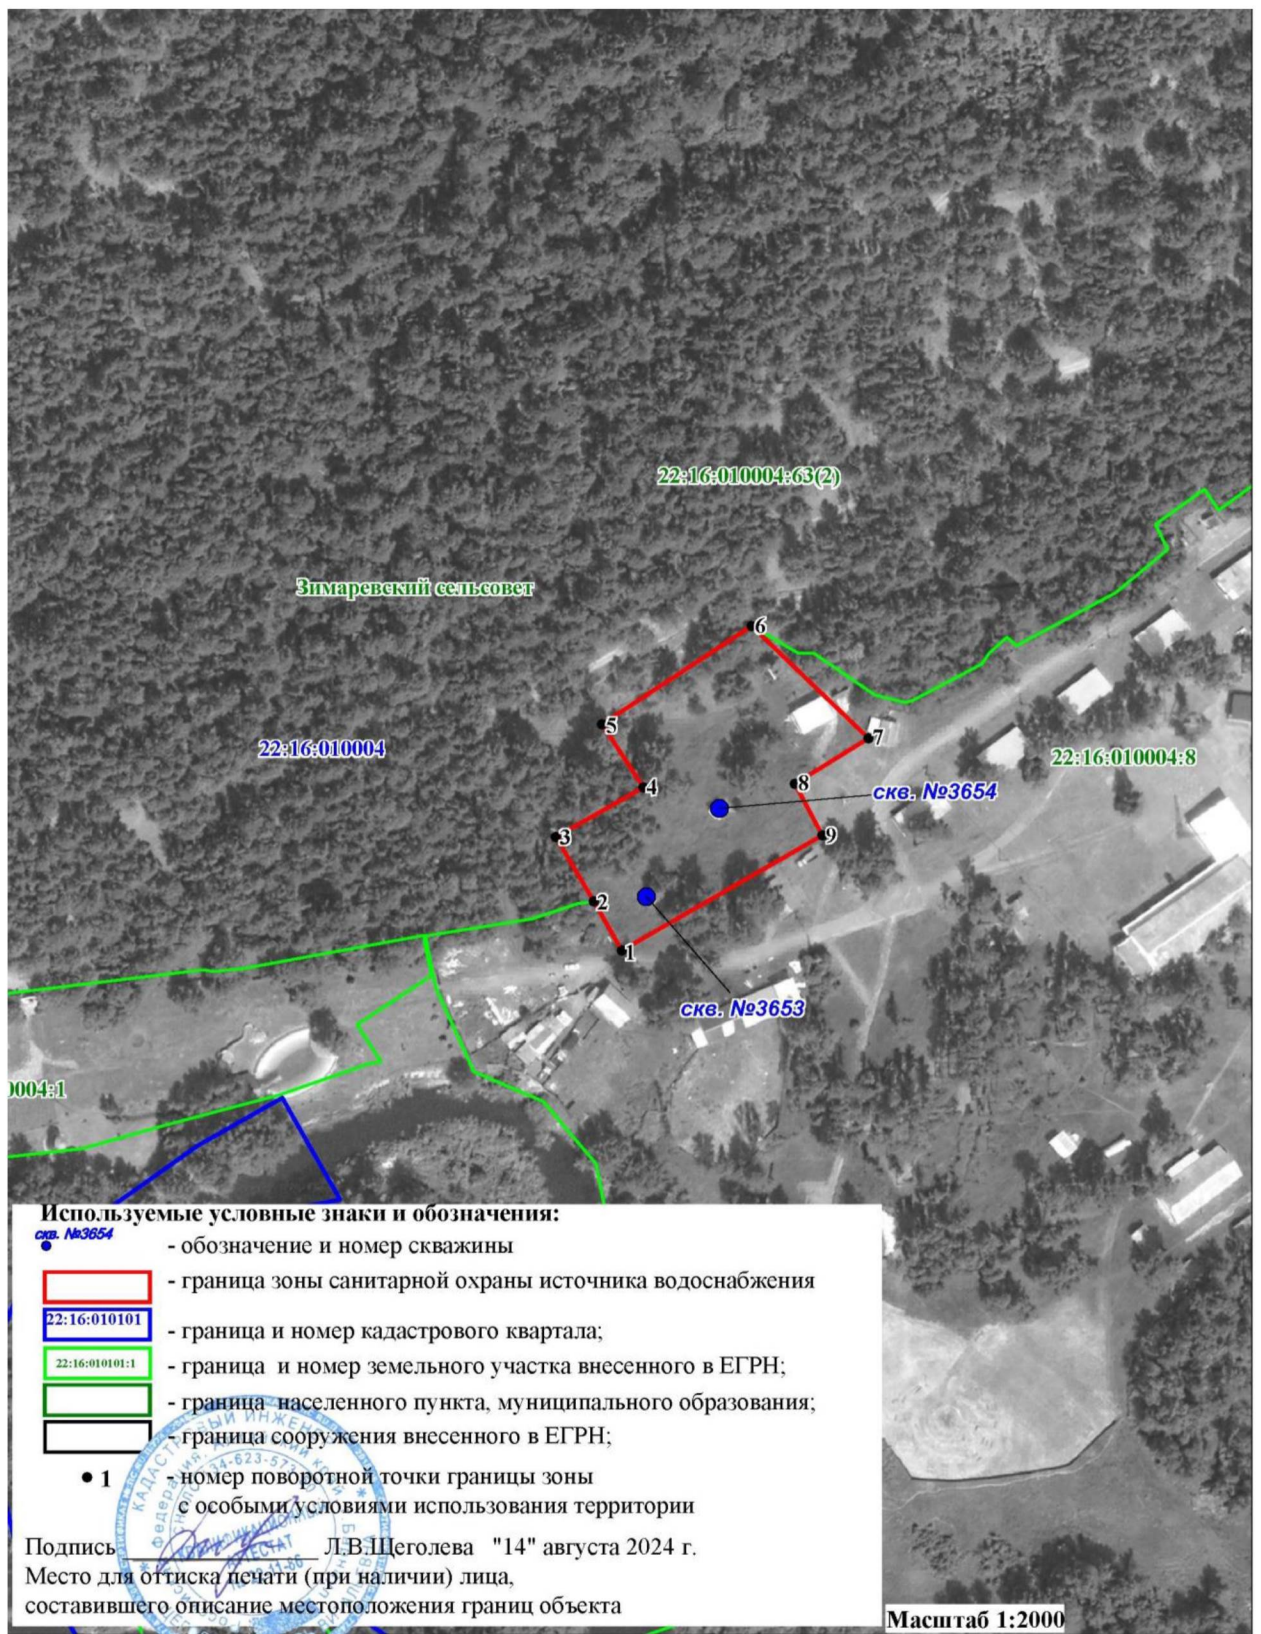 22:16:010004:63(2)
Зимаревский сельсовет
6
5
7
22:16:010004
22:16:010004:8
4
8
скв. №3654
3
9
2
1
скв. №3653
0004:1
Используемые условные знаки и обозначения:
скв. №3654
- обозначение и номер скважины
- граница зоны санитарной охраны источника водоснабжения
22:16:010101
- граница и номер кадастрового квартала;
22:16:010101:1
- граница и номер земельного участка внесенного в ЕГРН;
- граница населенного пункта, муниципального образования;
- граница сооружения внесенного в ЕГРН;
1
- номер поворотной точки границы зоны
с особыми условиями использования территории
КАДАСТРОВЫЙ ИНЖЕНЕР
АТТЕСТАТ
Подпись Л.В.Щеголева "14" августа 2024 г.
Место для оттиска печати (при наличии) лица,
составившего описание местоположения границ объекта
Масштаб 1:2000